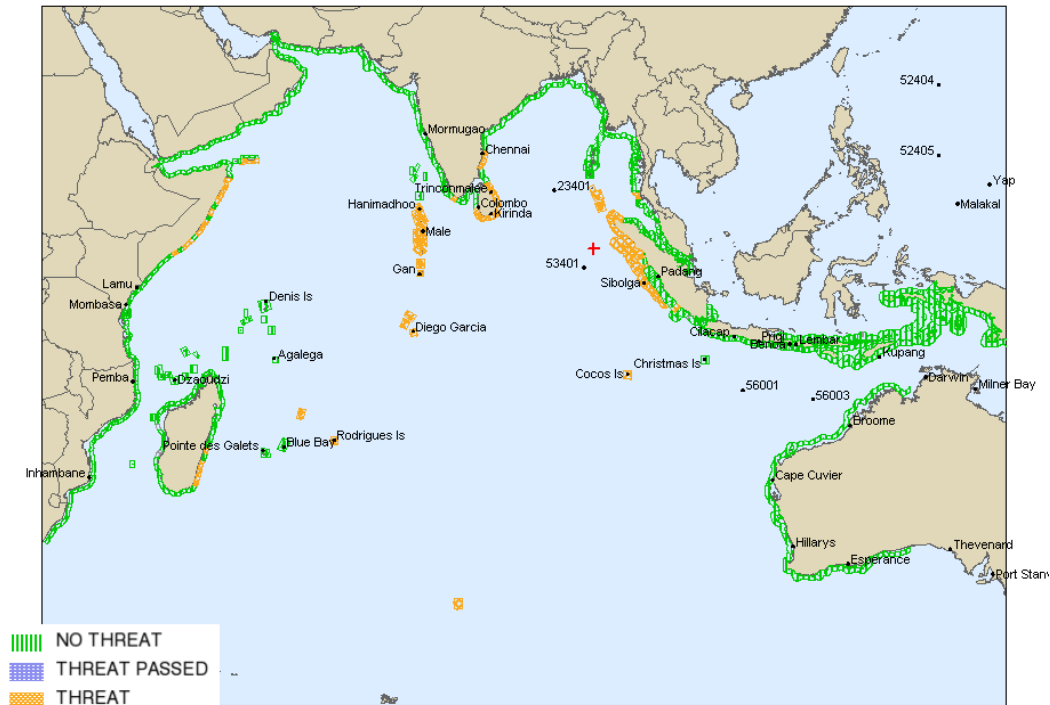 52404
52405
Mormugao
Chennai
Yap
Trinconmalee
23401
Malakal
Hanimadhoo
Colombo
Kirinda
Male
53401
Gan
Padang
Sibolga
Lamu
Mombasa
Denis Is
Diego Garcia
Cilacap
Prigi
Benoa
Lembar
Kupang
Agalega
Christmas Is
Cocos Is
Pemba
Dzaoudzi
Darwin
Milner Bay
56001
56003
Broome
Pointe des Galets
Blue Bay
Rodrigues Is
Inhambane
Cape Cuvier
Hillarys
Thevenard
Esperance
Port Stanv
NO THREAT
THREAT PASSED
THREAT